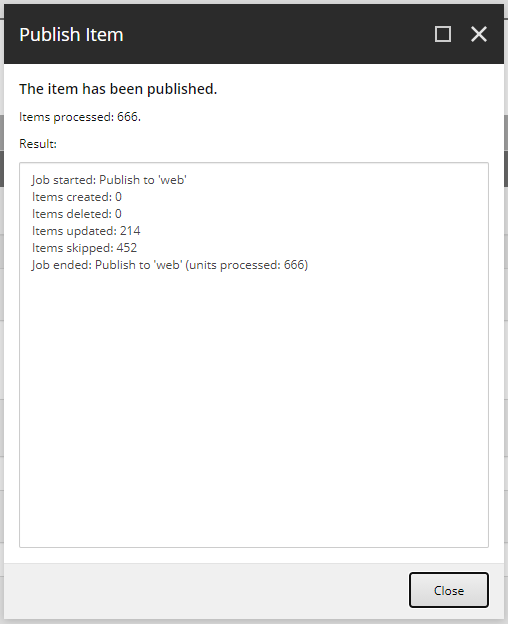 Publish Item
The item has been published.
Items processed: 666.
Result:
Job started: Publish to 'web'
Items created: 0
Items deleted: 0
Items updated: 214
Items skipped: 452
Job ended: Publish to 'web' (units processed: 666)
Close